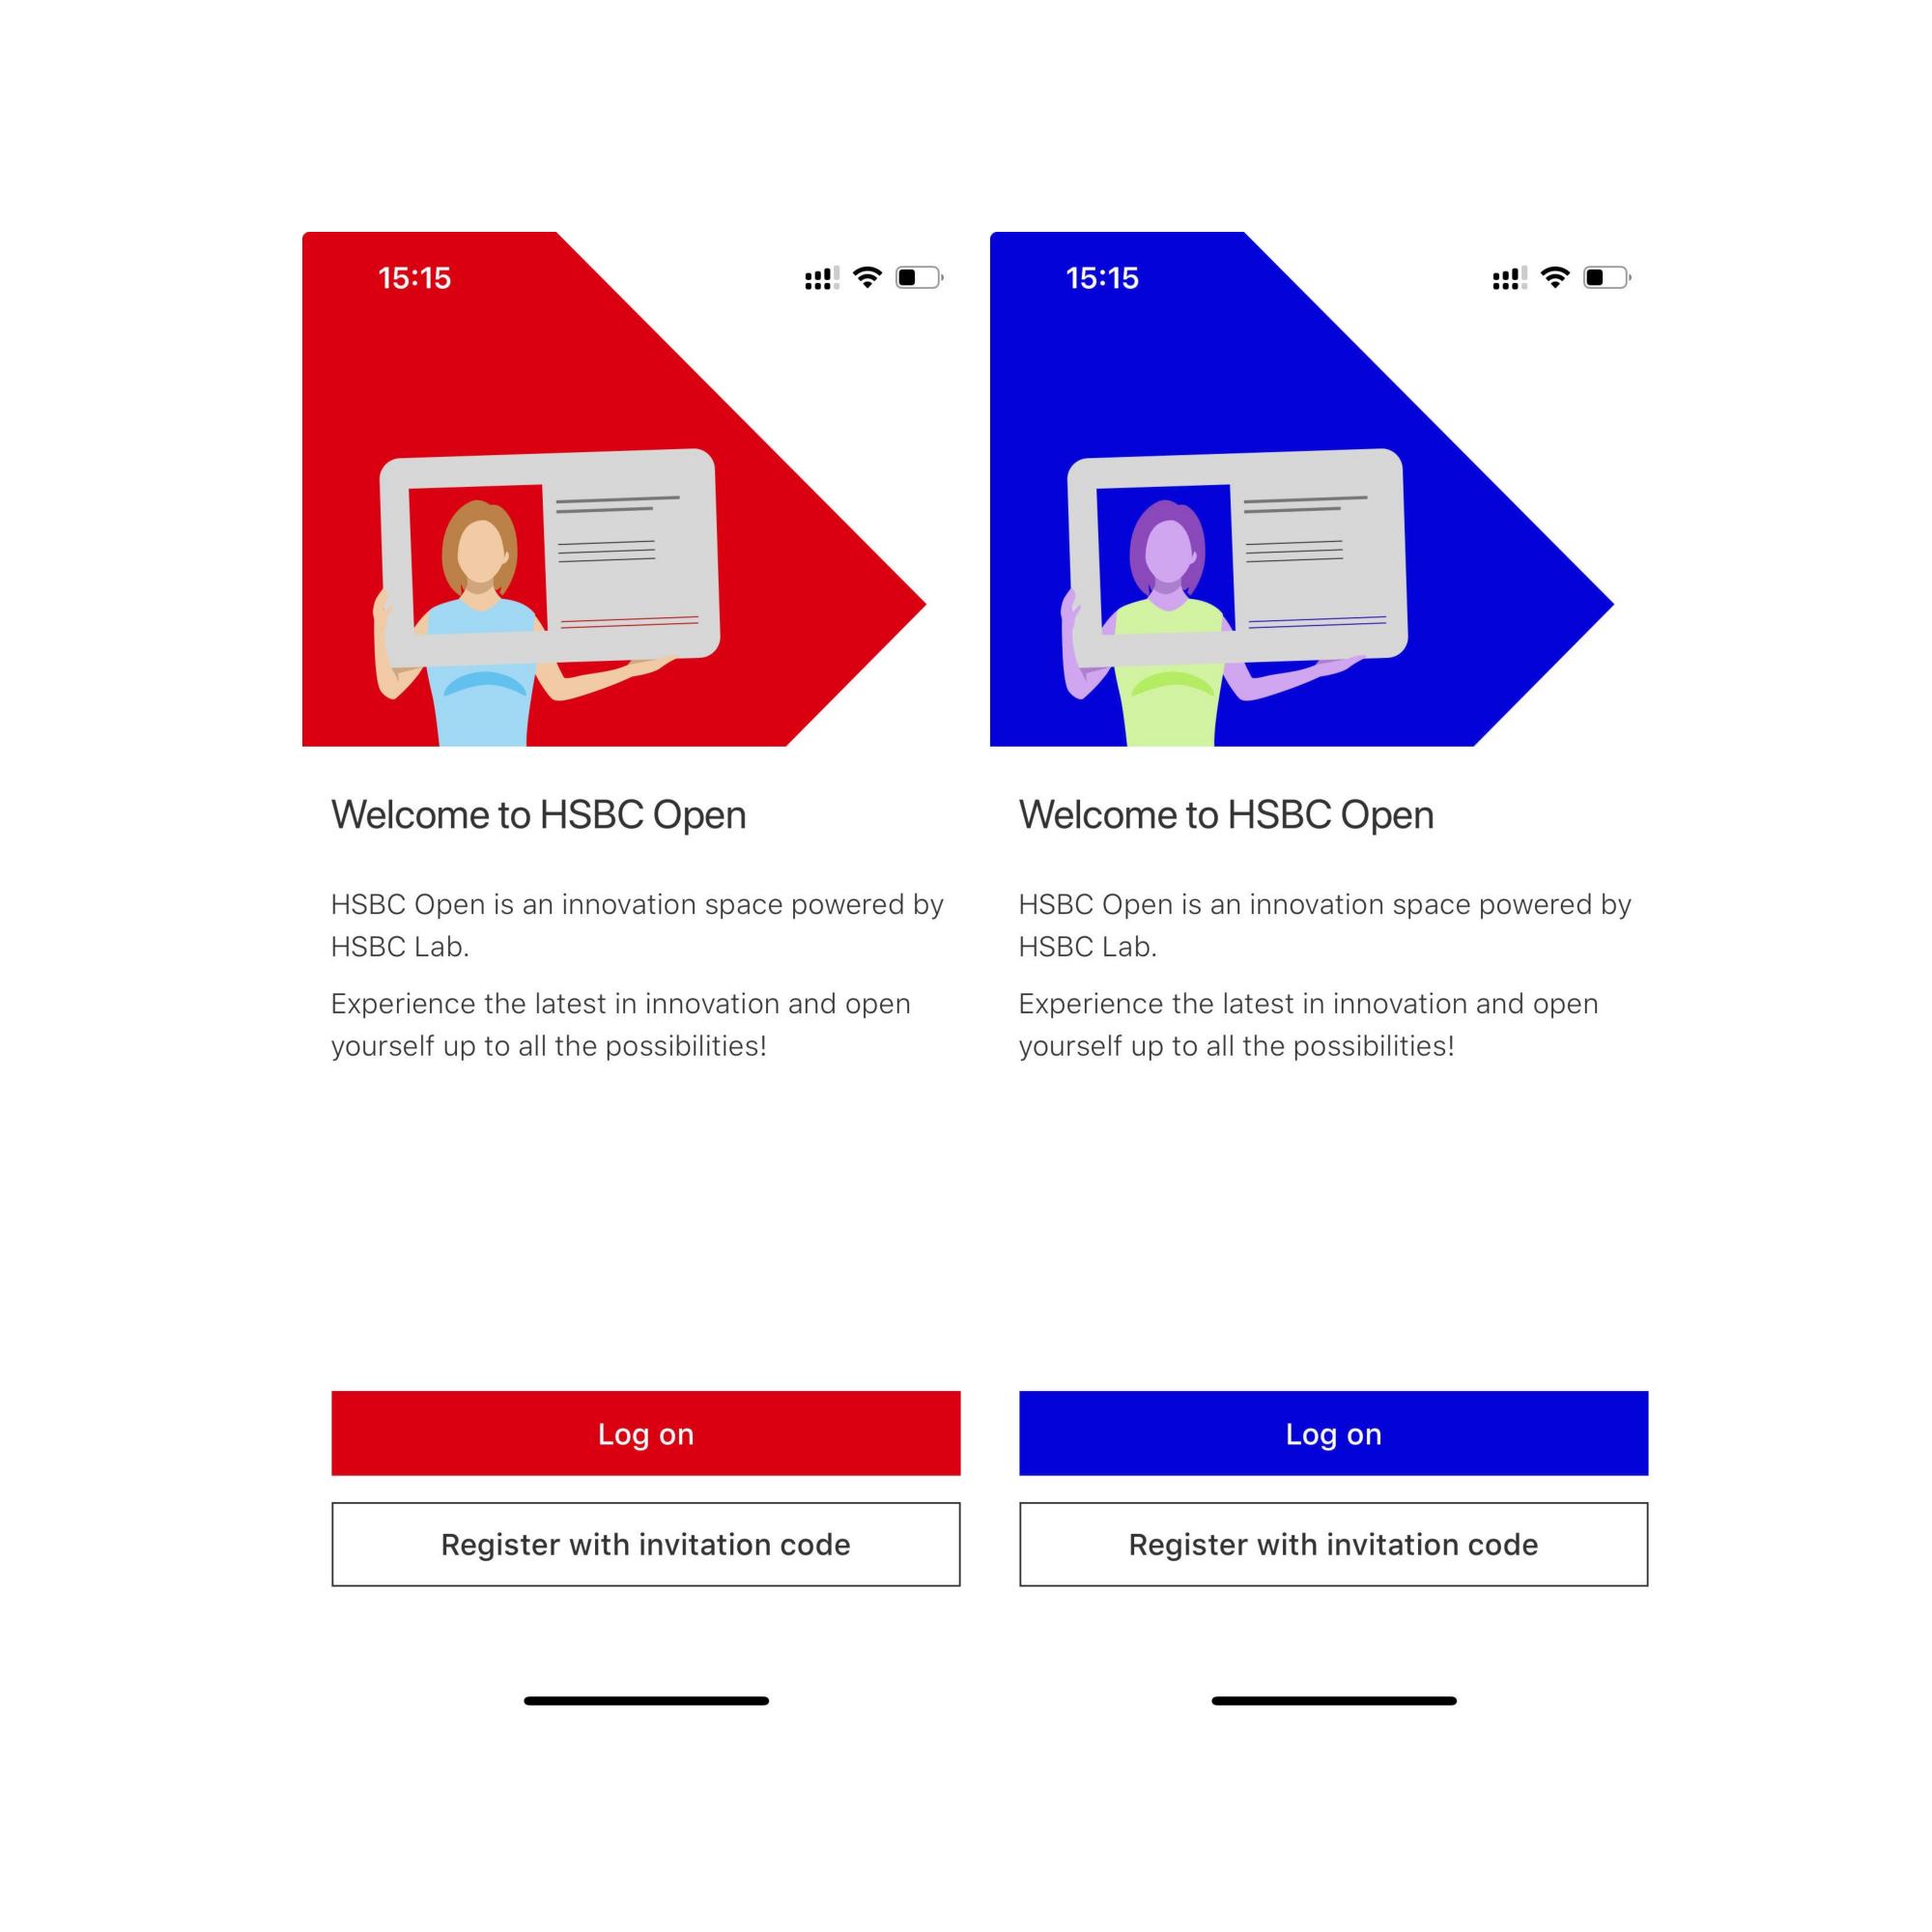 15:15
Welcome to HSBC Open
HSBC Open is an innovation space powered by
HSBC Lab.
Experience the latest in innovation and open
yourself up to all the possibilities!
Log on
Register with invitation code
15:15
Welcome to HSBC Open
HSBC Open is an innovation space powered by
HSBC Lab.
Experience the latest in innovation and open
yourself up to all the possibilities!
Log on
Register with invitation code